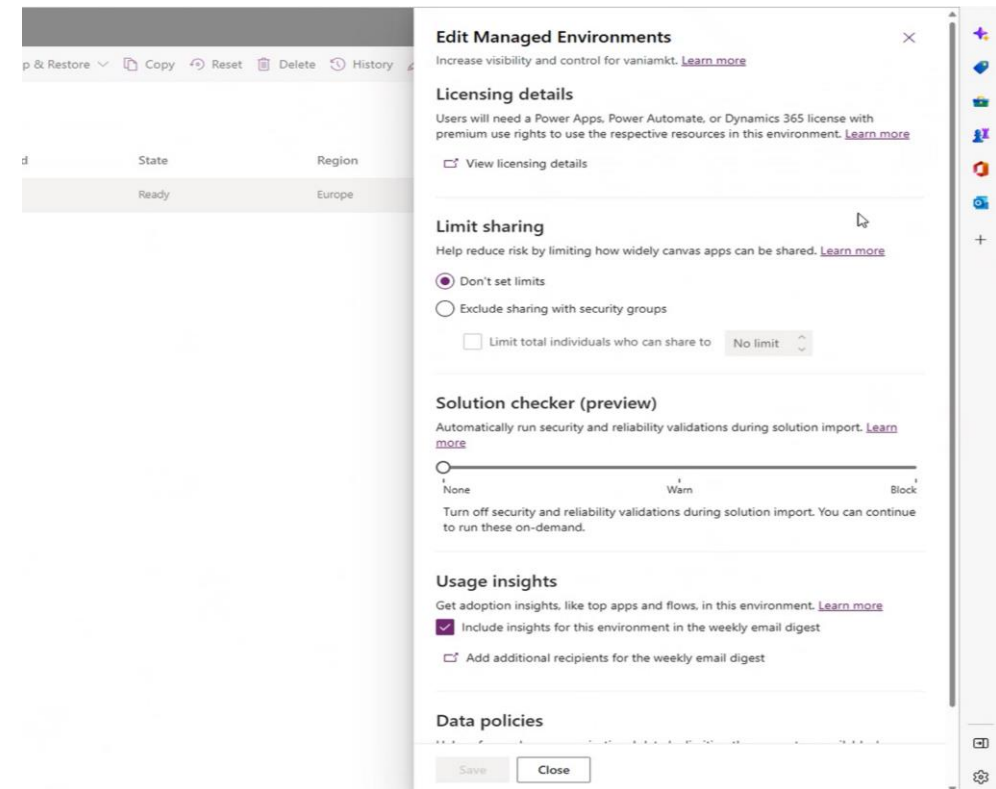 p & Restore Copy Reset Delete History
d State Region
Ready Europe
Edit Managed Environments
Increase visibility and control for vaniamkt. Learn more
Licensing details
Users will need a Power Apps, Power Automate, or Dynamics 365 license with
premium use rights to use the respective resources in this environment. Learn more
View licensing details
Limit sharing
Help reduce risk by limiting how widely canvas apps can be shared. Learn more
Don't set limits
Exclude sharing with security groups
Limit total individuals who can share to No limit
Solution checker (preview)
Automatically run security and reliability validations during solution import. Learn
more
None Warn Block
Turn off security and reliability validations during solution import. You can continue
to run these on-demand.
Usage insights
Get adoption insights, like top apps and flows, in this environment. Learn more
Include insights for this environment in the weekly email digest
Add additional recipients for the weekly email digest
Data policies
Save Close